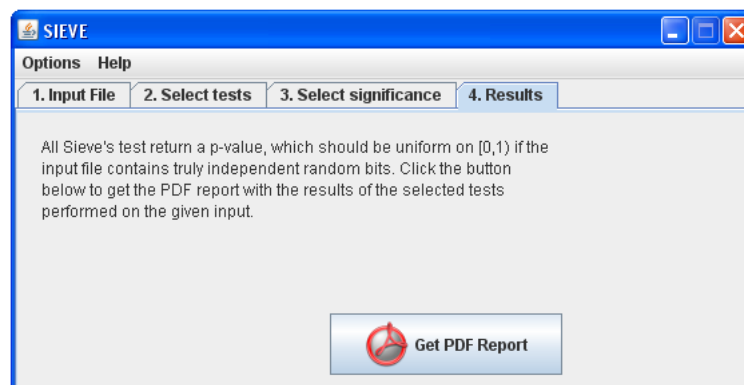 SIEVE
Options Help
1. Input File 2. Select tests 3. Select significance 4. Results
All Sieve's test return a p-value, which should be uniform on [0,1) if the
input file contains truly independent random bits. Click the button
below to get the PDF report with the results of the selected tests
performed on the given input.
Get PDF Report